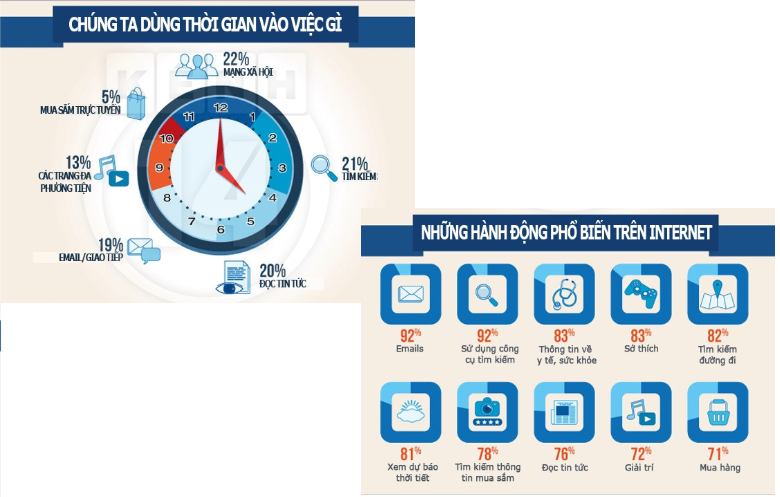 CHÚNG TA DÙNG THỜI GIAN VÀO VIỆC GÌ
22%
MẠNG XÃ HỘI
5%
MUA SẮM TRỰC TUYẾN
12
1
2
3
4
5
6
7
8
9
10
11
13%
CÁC TRANG ĐA
PHƯƠNG TIỆN
21%
TÌM KIẾM
19%
EMAIL/GIAO TIẾP
20%
ĐỌC TIN TỨC
NHỮNG HÀNH ĐỘNG PHỔ BIẾN TRÊN INTERNET
92%
Emails
92%
Sử dụng công
cụ tìm kiếm
83%
Thông tin về
y tế, sức khỏe
83%
Sở thích
82%
Tìm kiếm
đường đi
81%
Xem dự báo
thời tiết
78%
Tìm kiếm thông
tin mua sắm
76%
Đọc tin tức
72%
Giải trí
71%
Mua hàng